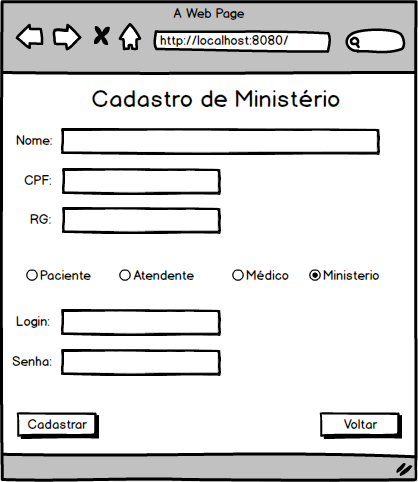 A Web Page
http://localhost:8080/
Cadastro de Ministério
Nome:
CPF:
RG:
Paciente Atendente Médico Ministerio
Login:
Senha:
Cadastrar Voltar